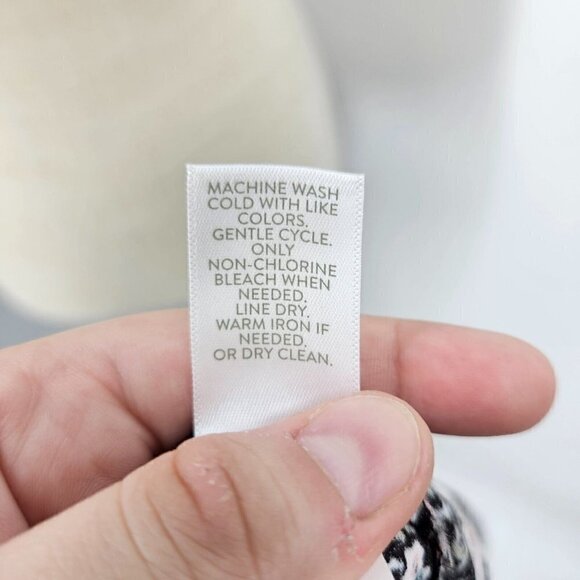 MACHINE WASH
COLD WITH LIKE
COLORS.
GENTLE CYCLE.
ONLY
NON-CHLORINE
BLEACH WHEN
NEEDED.
LINE DRY.
WARM IRON IF
NEEDED.
OR DRY CLEAN.